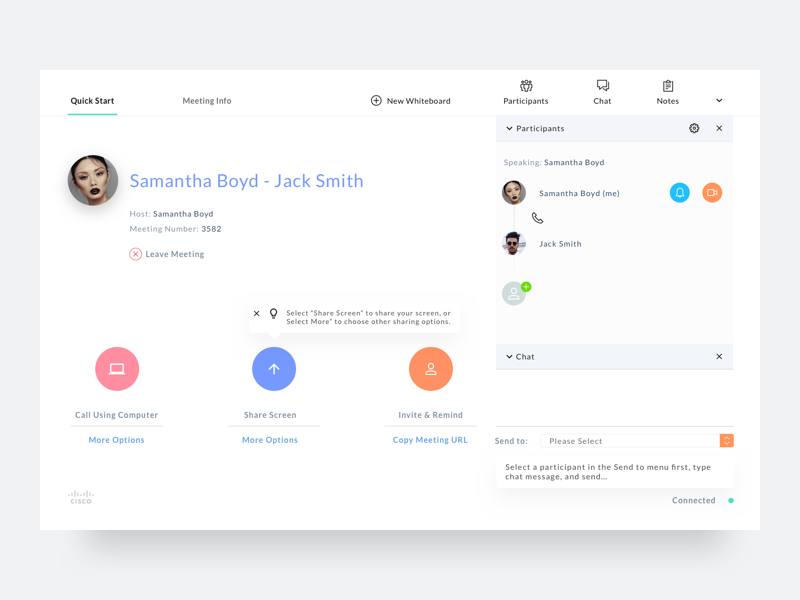 Quick Start
Meeting Info
New Whiteboard
Participants
Chat
Notes
Samantha Boyd - Jack Smith
Host: Samantha Boyd
Meeting Number: 3582
Leave Meeting
Select "Share Screen" to share your screen, or
Select More" to choose other sharing options.
Call Using Computer
More Options
Share Screen
More Options
Invite & Remind
Copy Meeting URL
CISCO
Participants
Speaking: Samantha Boyd
Samantha Boyd (me)
Jack Smith
Chat
Send to:
Please Select
Select a participant in the Send to menu first, type
chat message, and send...
Connected